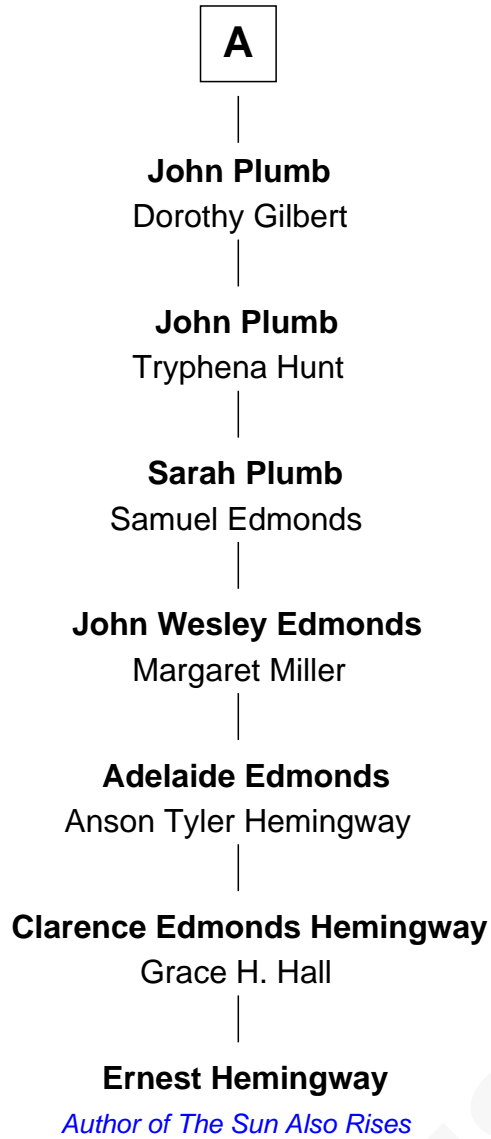 A
John Plumb
Dorothy Gilbert
John Plumb
Tryphena Hunt
Sarah Plumb
Samuel Edmonds
John Wesley Edmonds
Margaret Miller
Adelaide Edmonds
Anson Tyler Hemingway
Clarence Edmonds Hemingway
Grace H. Hall
Ernest Hemingway
Author of The Sun Also Rises